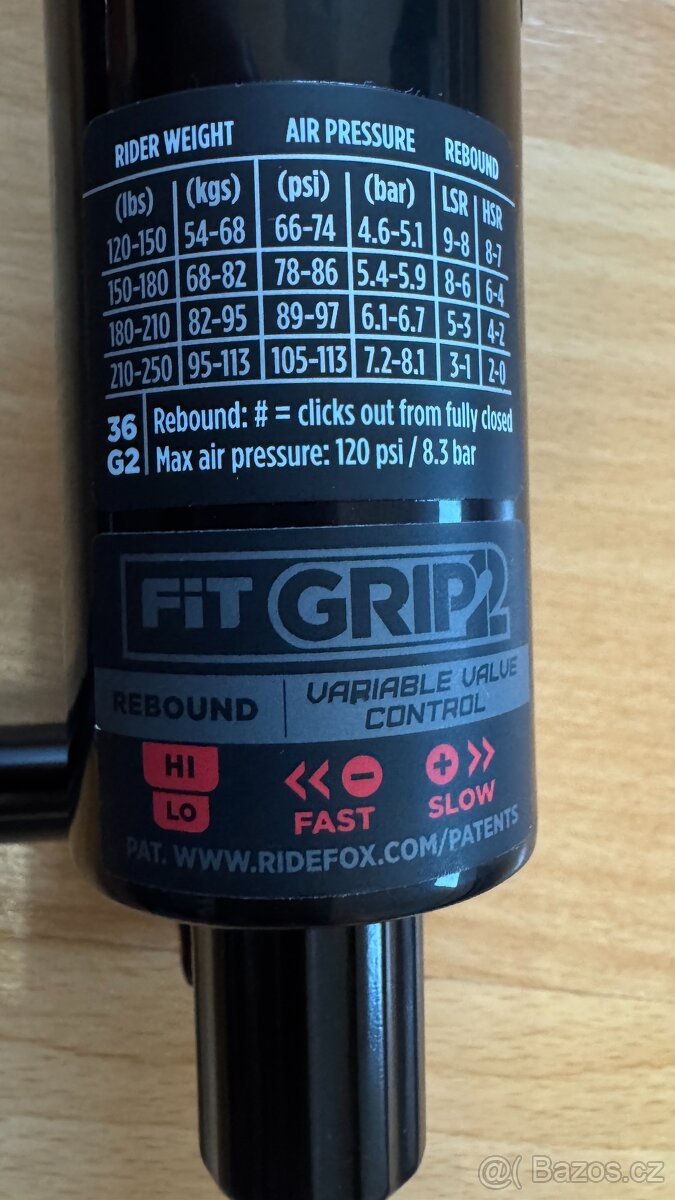 RIDER WEIGHT AIR PRESSURE REBOUND
(lbs) (kgs) (psi) (bar) LSR HSR
120-150 54-68 66-74 4.6-5.1 9-8 8-7
150-180 68-82 78-86 5.4-5.9 8-6 6-4
180-210 82-95 89-97 6.1-6.7 5-3 4-2
210-250 95-113 105-113 7.2-8.1 3-1 2-0
36 Rebound: # = clicks out from fully closed
G2 Max air pressure: 120 psi / 8.3 bar
FiT GRIP2
REBOUND VARIABLE VALVE CONTROL
HI
LO
<< - FAST
+ >> SLOW
PAT. WWW.RIDEFOX.COM/PATENTS
@ Bazos.cz